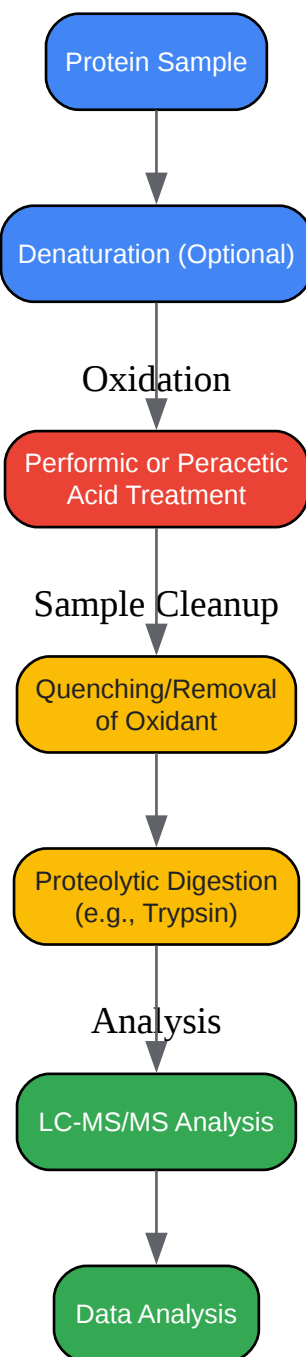 Protein Sample
Denaturation (Optional)
Oxidation
Performic or Peracetic
Acid Treatment
Sample Cleanup
Quenching/Removal
of Oxidant
Proteolytic Digestion
(e.g., Trypsin)
Analysis
LC-MS/MS Analysis
Data Analysis